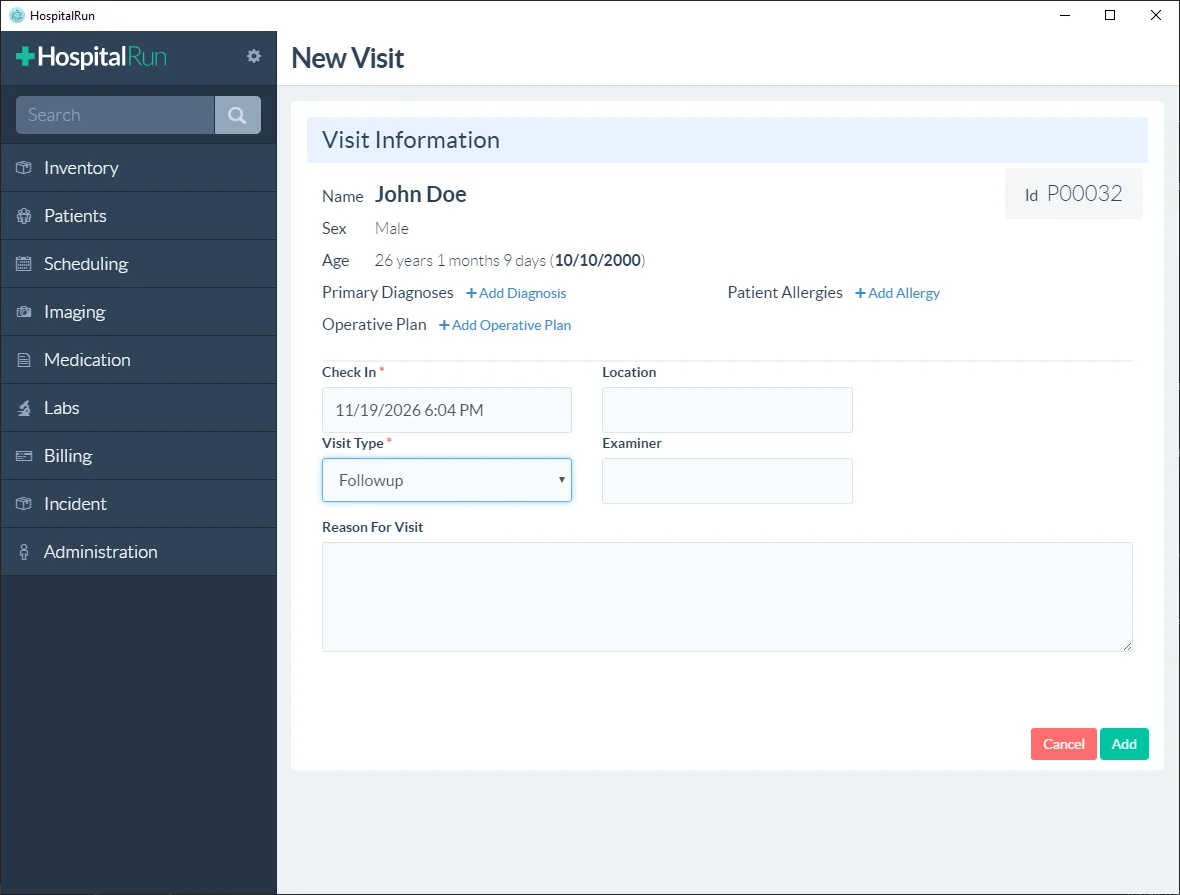 HospitalRun
HospitalRun
New Visit
Search
Inventory
Patients
Scheduling
Imaging
Medication
Labs
Billing
Incident
Administration
Visit Information
Name John Doe
Id P00032
Sex Male
Age 26 years 1 months 9 days (10/10/2000)
Primary Diagnoses +Add Diagnosis
Patient Allergies +Add Allergy
Operative Plan +Add Operative Plan
Check In *
Location
11/19/2026 6:04 PM
Visit Type *
Examiner
Followup
Reason For Visit
Cancel
Add